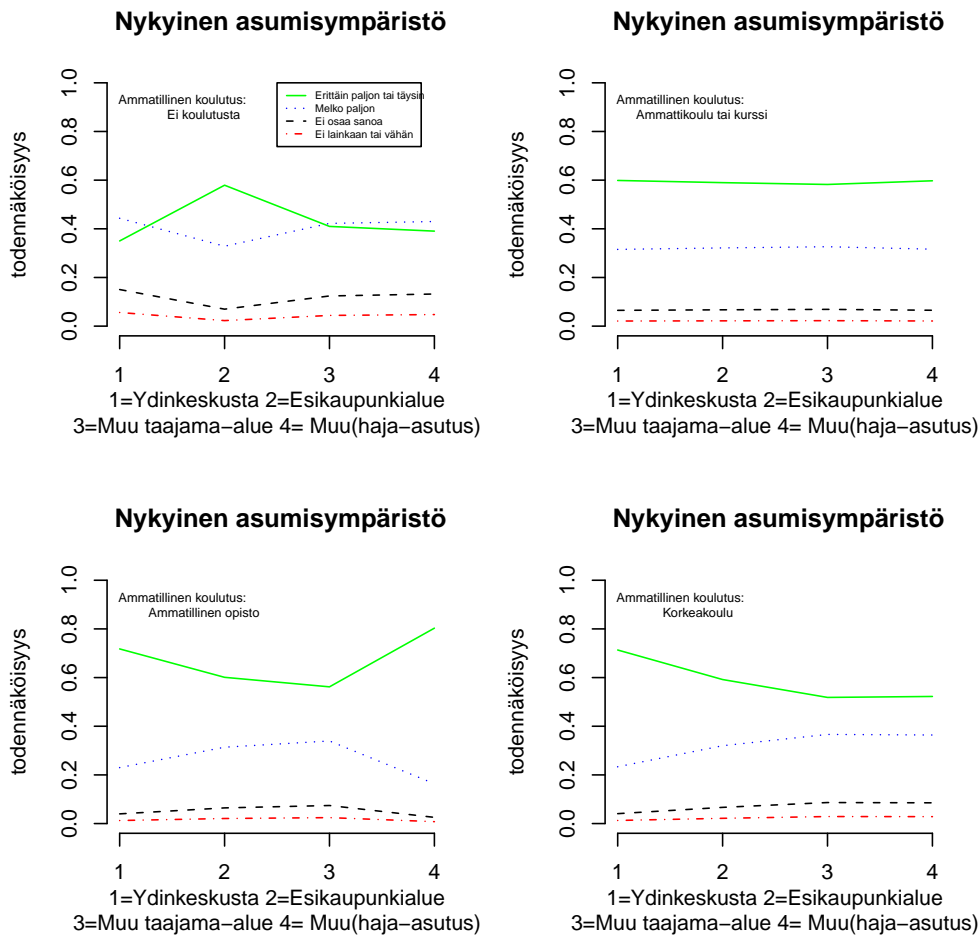 Nykyinen asumisympäristö
todennäköisyys
1.0
0.8
0.6
0.4
0.2
0.0
Ammatillinen koulutus:
Ei koulutusta
Erittäin paljon tai täysin
Melko paljon
Ei osaa sanoa
Ei lainkaan tai vähän
1 2 3 4
1=Ydinkeskusta 2=Esikaupunkialue
3=Muu taajama−alue 4= Muu(haja−asutus)
Nykyinen asumisympäristö
todennäköisyys
1.0
0.8
0.6
0.4
0.2
0.0
Ammatillinen koulutus:
Ammattikoulu tai kurssi
1 2 3 4
1=Ydinkeskusta 2=Esikaupunkialue
3=Muu taajama−alue 4= Muu(haja−asutus)
Nykyinen asumisympäristö
todennäköisyys
1.0
0.8
0.6
0.4
0.2
0.0
Ammatillinen koulutus:
Ammatillinen opisto
1 2 3 4
1=Ydinkeskusta 2=Esikaupunkialue
3=Muu taajama−alue 4= Muu(haja−asutus)
Nykyinen asumisympäristö
todennäköisyys
1.0
0.8
0.6
0.4
0.2
0.0
Ammatillinen koulutus:
Korkeakoulu
1 2 3 4
1=Ydinkeskusta 2=Esikaupunkialue
3=Muu taajama−alue 4= Muu(haja−asutus)